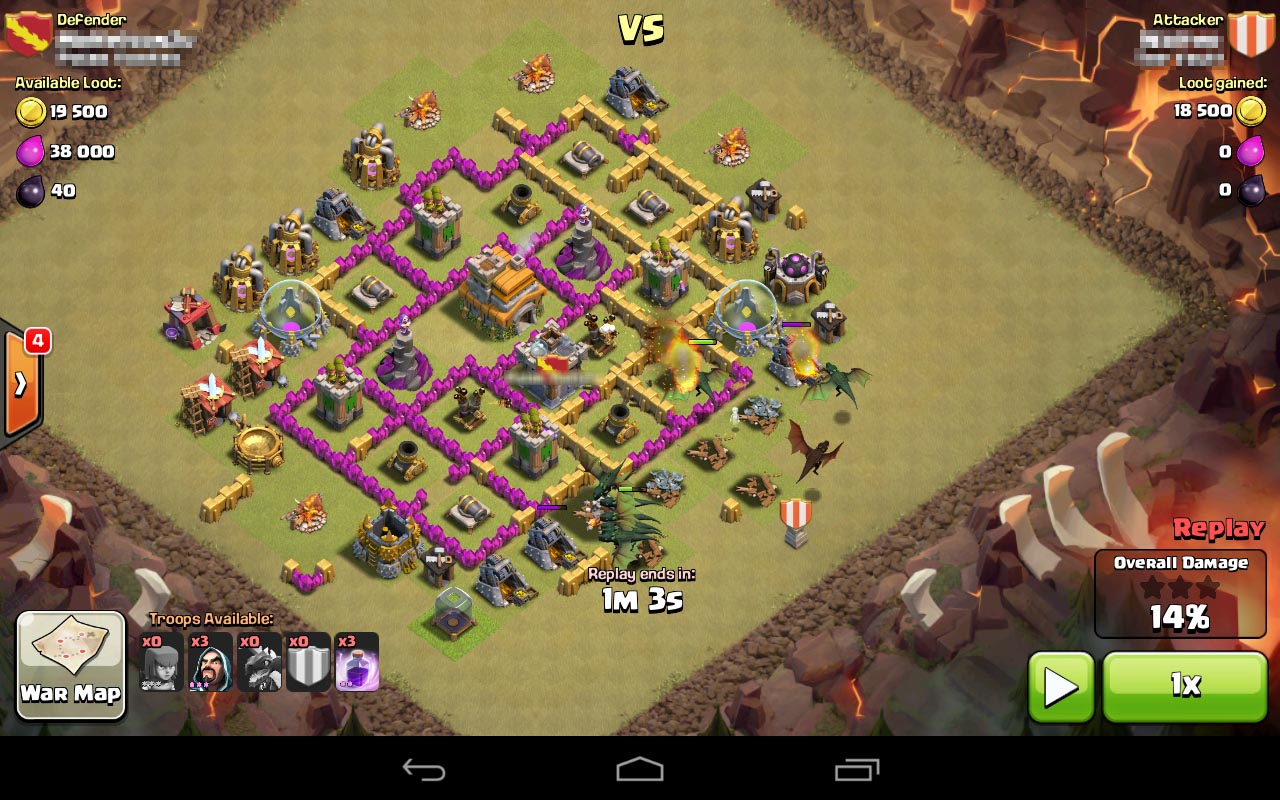 Defender
Available Loot:
19 500
38 000
40
VS
Attacker
Loot gained:
18 500
0
0
4
Replay
Overall Damage
14%
Replay ends in:
1m 3s
Troops Available:
x0 x3 x0 x0 x3
War Map
1x